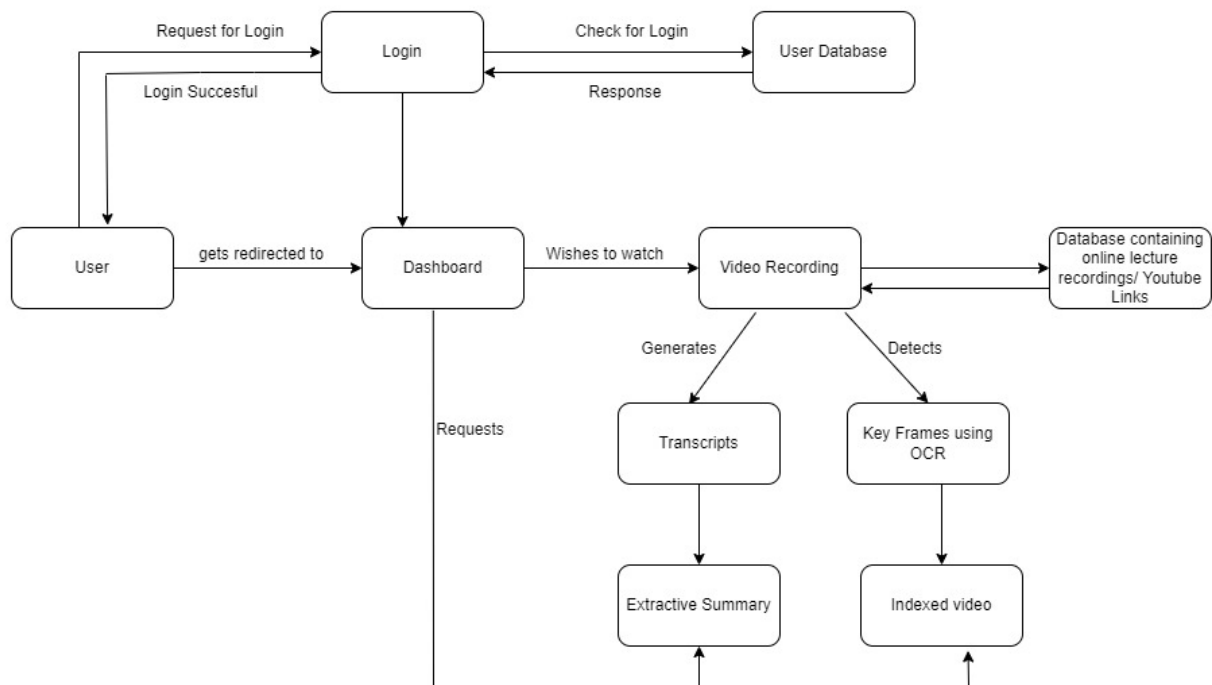 Request for Login
Login
Check for Login
User Database
Login Succesful
Response
User
gets redirected to
Dashboard
Wishes to watch
Video Recording
Database containing
online lecture
recordings/ Youtube
Links
Generates
Detects
Requests
Transcripts
Key Frames using
OCR
Extractive Summary
Indexed video